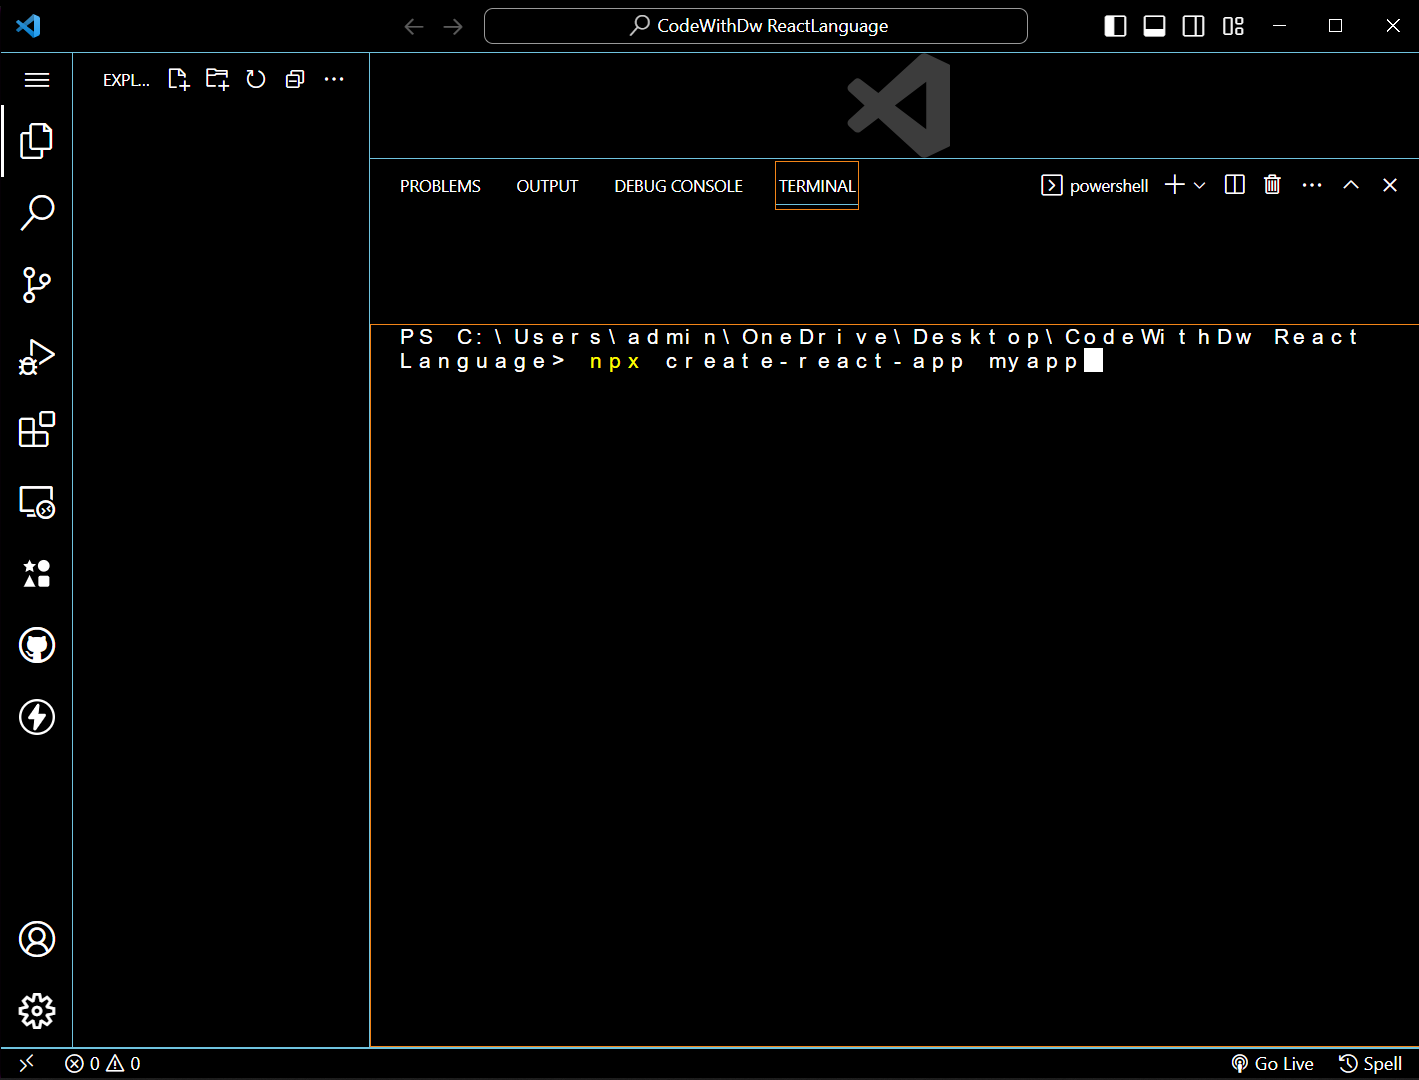 CodeWithDw ReactLanguage
EXPL...
PROBLEMS OUTPUT DEBUG CONSOLE TERMINAL powershell
PS C:\Users\admin\OneDrive\Desktop\CodeWithDw React
Language> npx create-react-app myapp
0 0 Go Live Spell